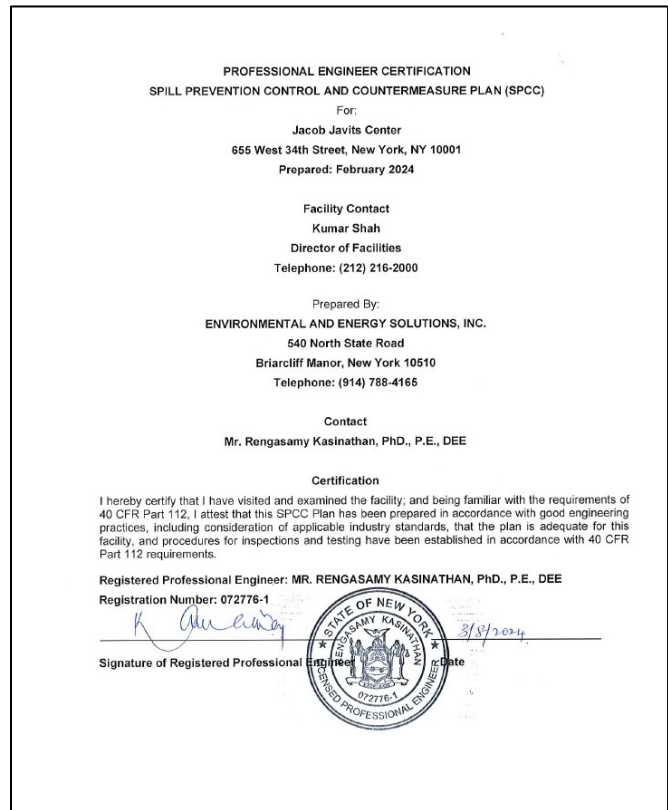 PROFESSIONAL ENGINEER CERTIFICATION
SPILL PREVENTION CONTROL AND COUNTERMEASURE PLAN (SPCC)
For:
Jacob Javits Center
655 West 34th Street, New York, NY 10001
Prepared: February 2024
Facility Contact
Kumar Shah
Director of Facilities
Telephone: (212) 216-2000
Prepared By:
ENVIRONMENTAL AND ENERGY SOLUTIONS, INC.
540 North State Road
Briarcliff Manor, New York 10510
Telephone: (914) 788-4165
Contact
Mr. Rengasamy Kasinathan, PhD., P.E., DEE
Certification
I hereby certify that I have visited and examined the facility; and being familiar with the requirements of
40 CFR Part 112, I attest that this SPCC Plan has been prepared in accordance with good engineering
practices, including consideration of applicable industry standards, that the plan is adequate for this
facility, and procedures for inspections and testing have been established in accordance with 40 CFR
Part 112 requirements.
Registered Professional Engineer: MR. RENGASAMY KASINATHAN, PhD., P.E., DEE
Registration Number: 072776-1
3/8/2024
Signature of Registered Professional Engineer Date
STATE OF NEW YORK
RENGASAMY KASINATHAN
072776-1
LICENSED PROFESSIONAL ENGINEER